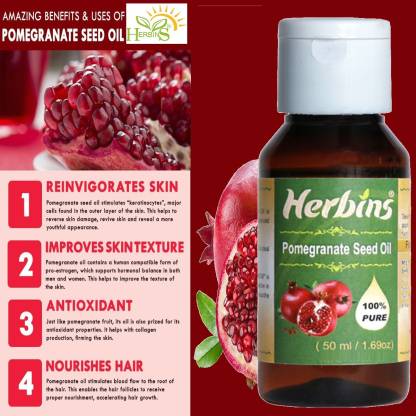 AMAZING BENEFITS & USES OF
POMEGRANATE SEED OIL
HERBINS
1
REINVIGORATES SKIN
Pomegranate seed oil stimulates "keratinocytes", major
cells found in the outer layer of the skin. This helps to
reverse skin damage, revive skin and reveal a more
youthful appearance.
2
IMPROVES SKIN TEXTURE
Pomegranate oil contains a human compatible form of
pro-estrogen, which supports hormonal balance in both
men and women. This helps to improve the texture of
the skin.
3
ANTIOXIDANT
Just like pomegranate fruit, its oil is also prized for its
antioxidant properties. It helps with collagen
production, firming the skin.
4
NOURISHES HAIR
Pomegranate oil stimulates blood flow to the root of
the hair. This enables the hair follicles to receive
proper nourishment, accelerating hair growth.
Herbins
Pomegranate Seed Oil
100%
PURE
( 50 ml / 1.69oz)